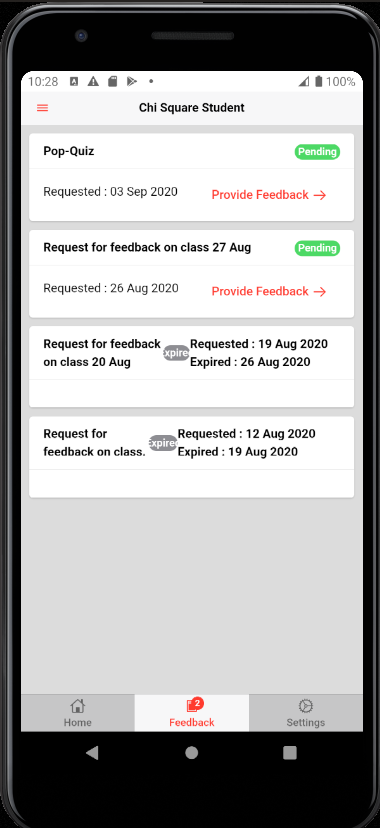 10:28 100%
Chi Square Student
Pop-Quiz Pending
Requested : 03 Sep 2020 Provide Feedback →
Request for feedback on class 27 Aug Pending
Requested : 26 Aug 2020 Provide Feedback →
Request for feedback Requested : 19 Aug 2020
Expired
on class 20 Aug Expired : 26 Aug 2020
Request for Requested : 12 Aug 2020
Expired
feedback on class. Expired : 19 Aug 2020
2
Home Feedback Settings